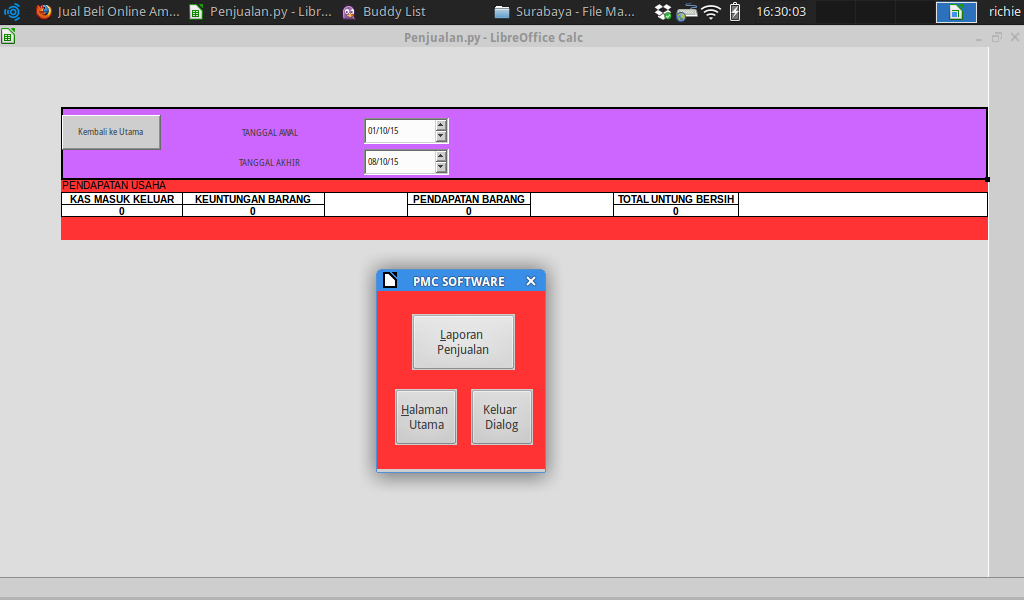 Jual Beli Online Am... Penjualan.py - Libr... Buddy List Surabaya - File Ma... 16:30:03 richie
Penjualan.py - LibreOffice Calc
Kembali ke Utama
TANGGAL AWAL 01/10/15
TANGGAL AKHIR 08/10/15
PENDAPATAN USAHA
KAS MASUK KELUAR KEUNTUNGAN BARANG PENDAPATAN BARANG TOTAL UNTUNG BERSIH
0 0 0 0
PMC SOFTWARE
Laporan
Penjualan
Halaman
Utama
Keluar
Dialog